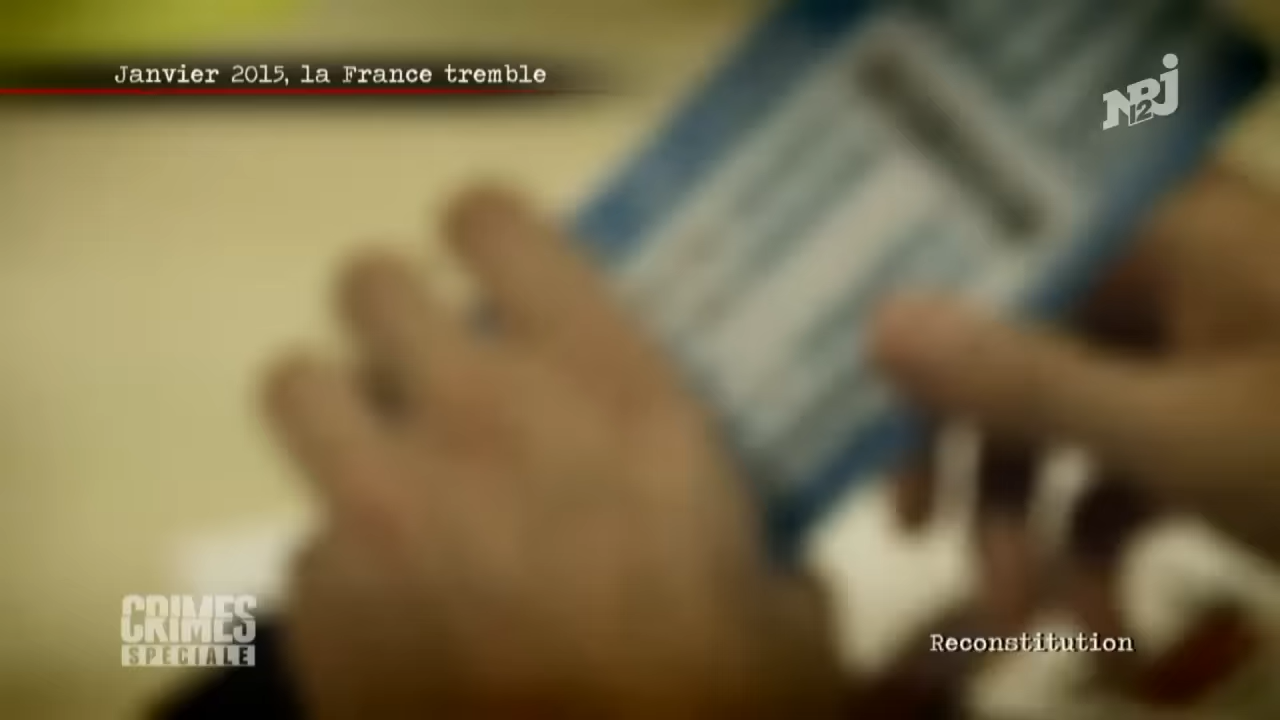 Janvier 2015, la France tremble
NRJ
12
CRIMES
SPECIALE
Reconstitution